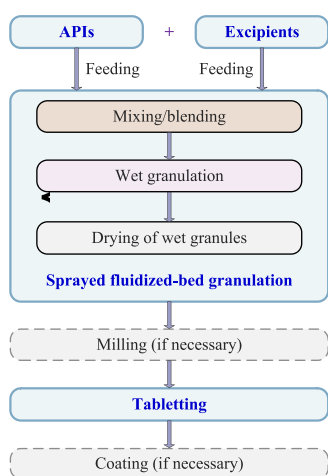 APIs + Excipients
Feeding Feeding
Mixing/blending
Wet granulation
Drying of wet granules
Sprayed fluidized-bed granulation
Milling (if necessary)
Tabletting
Coating (if necessary)